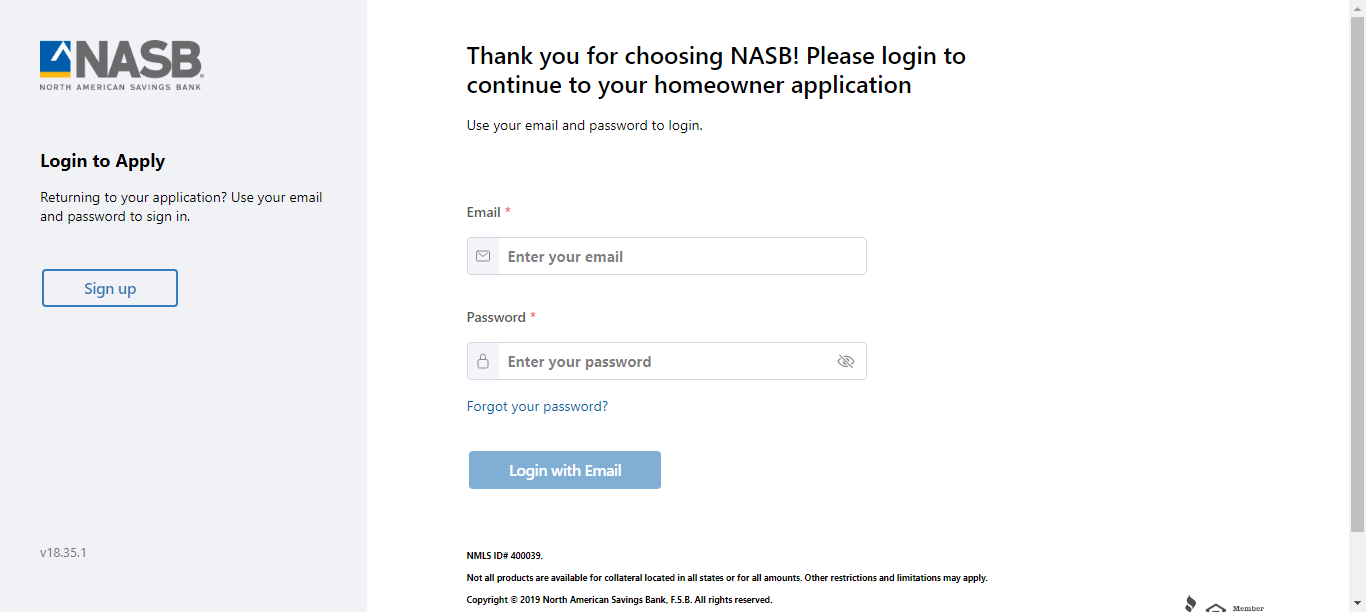 NASB
NORTH AMERICAN SAVINGS BANK
Login to Apply
Returning to your application? Use your email
and password to sign in.
Sign up
v18.35.1
Thank you for choosing NASB! Please login to
continue to your homeowner application
Use your email and password to login.
Email *
Enter your email
Password *
Enter your password
Forgot your password?
Login with Email
NMLS ID# 400039.
Not all products are available for collateral located in all states or for all amounts. Other restrictions and limitations may apply.
Copyright © 2019 North American Savings Bank, F.S.B. All rights reserved.
Member